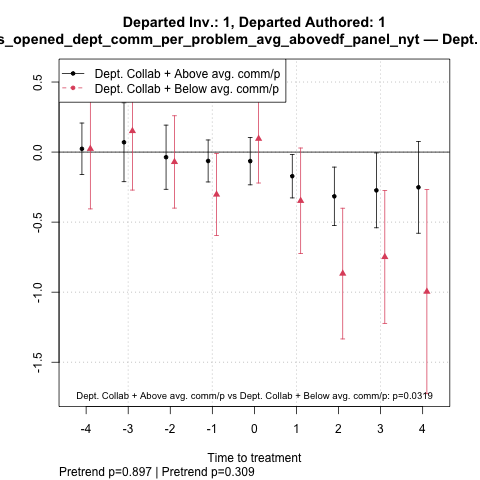 Departed Inv.: 1, Departed Authored: 1
s_opened_dept_comm_per_problem_avg_abovedf_panel_nyt — Dept.
Dept. Collab + Above avg. comm/p
Dept. Collab + Below avg. comm/p
0.5
0.0
-0.5
-1.0
-1.5
Dept. Collab + Above avg. comm/p vs Dept. Collab + Below avg. comm/p: p=0.0319
-4 -3 -2 -1 0 1 2 3 4
Time to treatment
Pretrend p=0.897 | Pretrend p=0.309